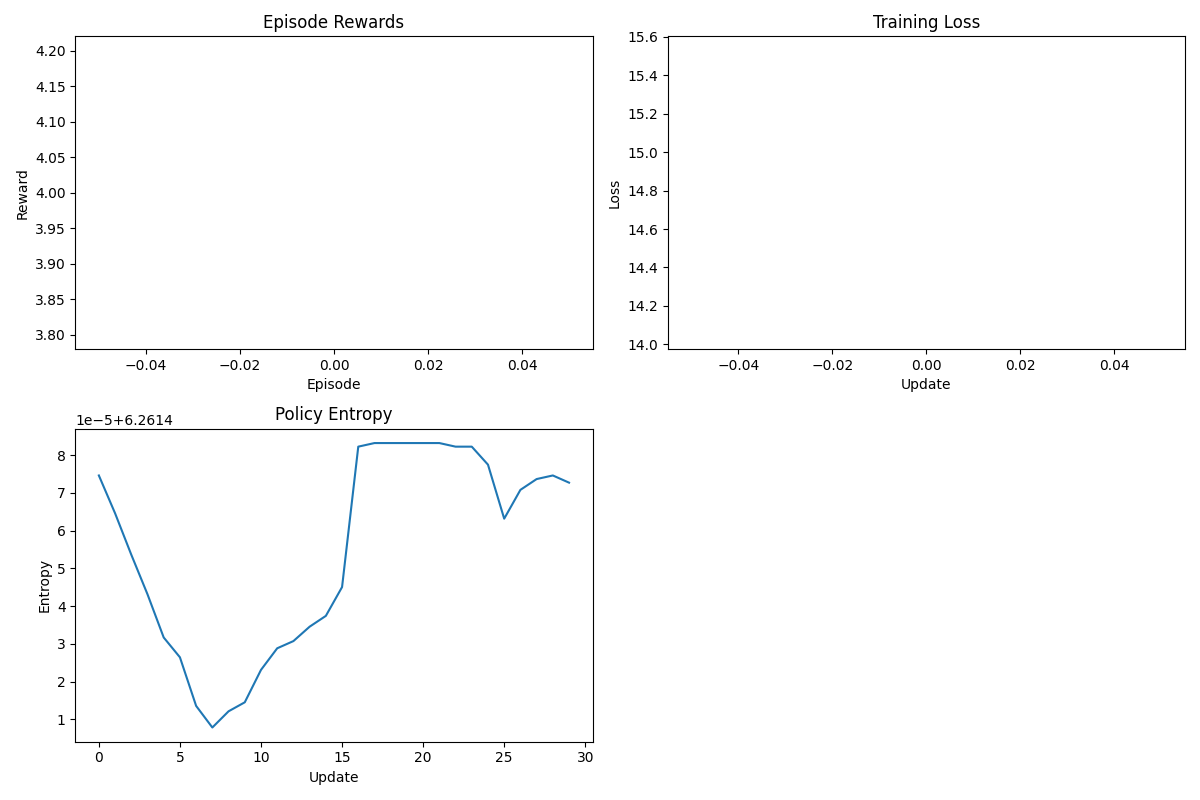 Episode Rewards
4.20
4.15
4.10
4.05
4.00
3.95
3.90
3.85
3.80
Reward
−0.04 −0.02 0.00 0.02 0.04
Episode
Training Loss
15.6
15.4
15.2
15.0
14.8
14.6
14.4
14.2
14.0
Loss
−0.04 −0.02 0.00 0.02 0.04
Update
Policy Entropy
1e−5+6.2614
8
7
6
5
4
3
2
1
Entropy
0 5 10 15 20 25 30
Update